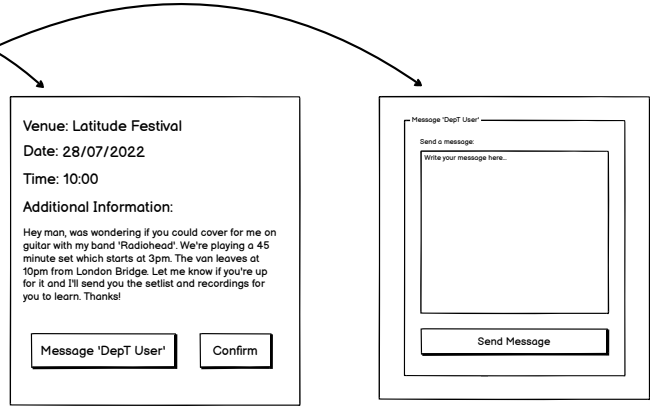 Venue: Latitude Festival
Date: 28/07/2022
Time: 10:00
Additional Information:
Hey man, was wondering if you could cover for me on
guitar with my band 'Radiohead'. We're playing a 45
minute set which starts at 3pm. The van leaves at
10pm from London Bridge. Let me know if you're up
for it and I'll send you the setlist and recordings for
you to learn. Thanks!
Message 'DepT User'
Confirm
Message 'DepT User'
Send a message:
Write your message here...
Send Message